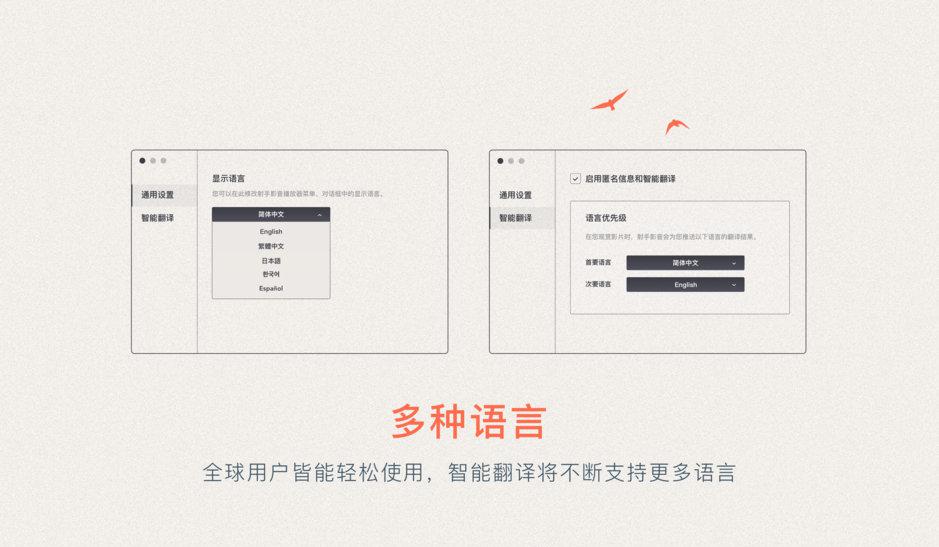 显示语言
您可以在此修改射手影音播放器菜单、对话框中的显示语言。
通用设置
智能翻译
简体中文
English
繁體中文
日本語
한국어
Español
启用匿名信息和智能翻译
通用设置
智能翻译
语言优先级
在您观赏影片时，射手影音会为您推送以下语言的翻译结果。
首要语言 简体中文
次要语言 English
多种语言
全球用户皆能轻松使用，智能翻译将不断支持更多语言